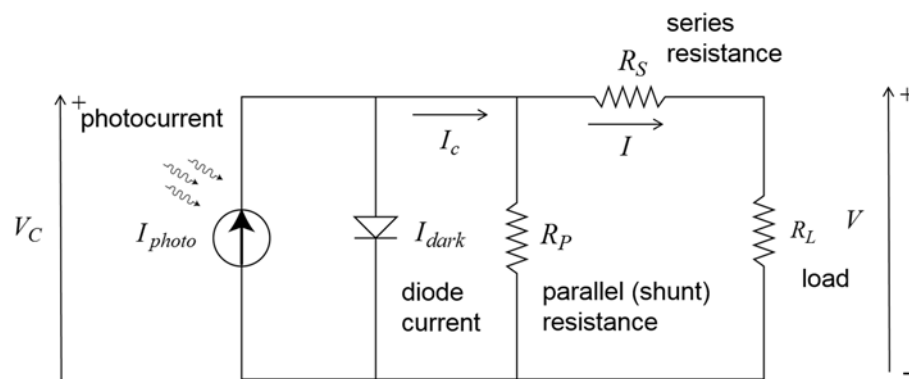 series
resistance
R_S
+
photocurrent
+
I_c
I
V_C
I_photo
I_dark
R_P
R_L
V
diode
current
parallel (shunt)
resistance
load
-